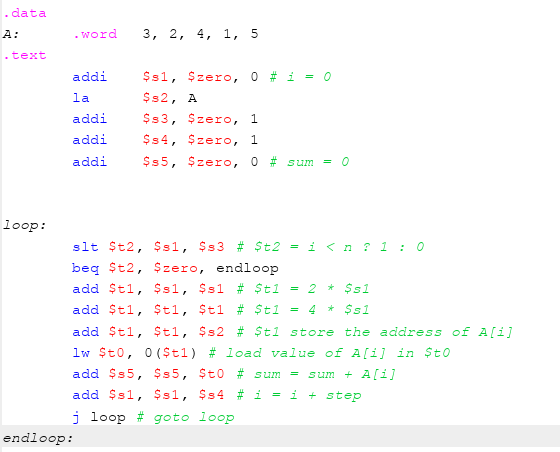 .data
A: .word 3, 2, 4, 1, 5
.text
addi $s1, $zero, 0 # i = 0
la $s2, A
addi $s3, $zero, 1
addi $s4, $zero, 1
addi $s5, $zero, 0 # sum = 0
loop:
slt $t2, $s1, $s3 # $t2 = i < n ? 1 : 0
beq $t2, $zero, endloop
add $t1, $s1, $s1 # $t1 = 2 * $s1
add $t1, $t1, $t1 # $t1 = 4 * $s1
add $t1, $t1, $s2 # $t1 store the address of A[i]
lw $t0, 0($t1) # load value of A[i] in $t0
add $s5, $s5, $t0 # sum = sum + A[i]
add $s1, $s1, $s4 # i = i + step
j loop # goto loop
endloop: